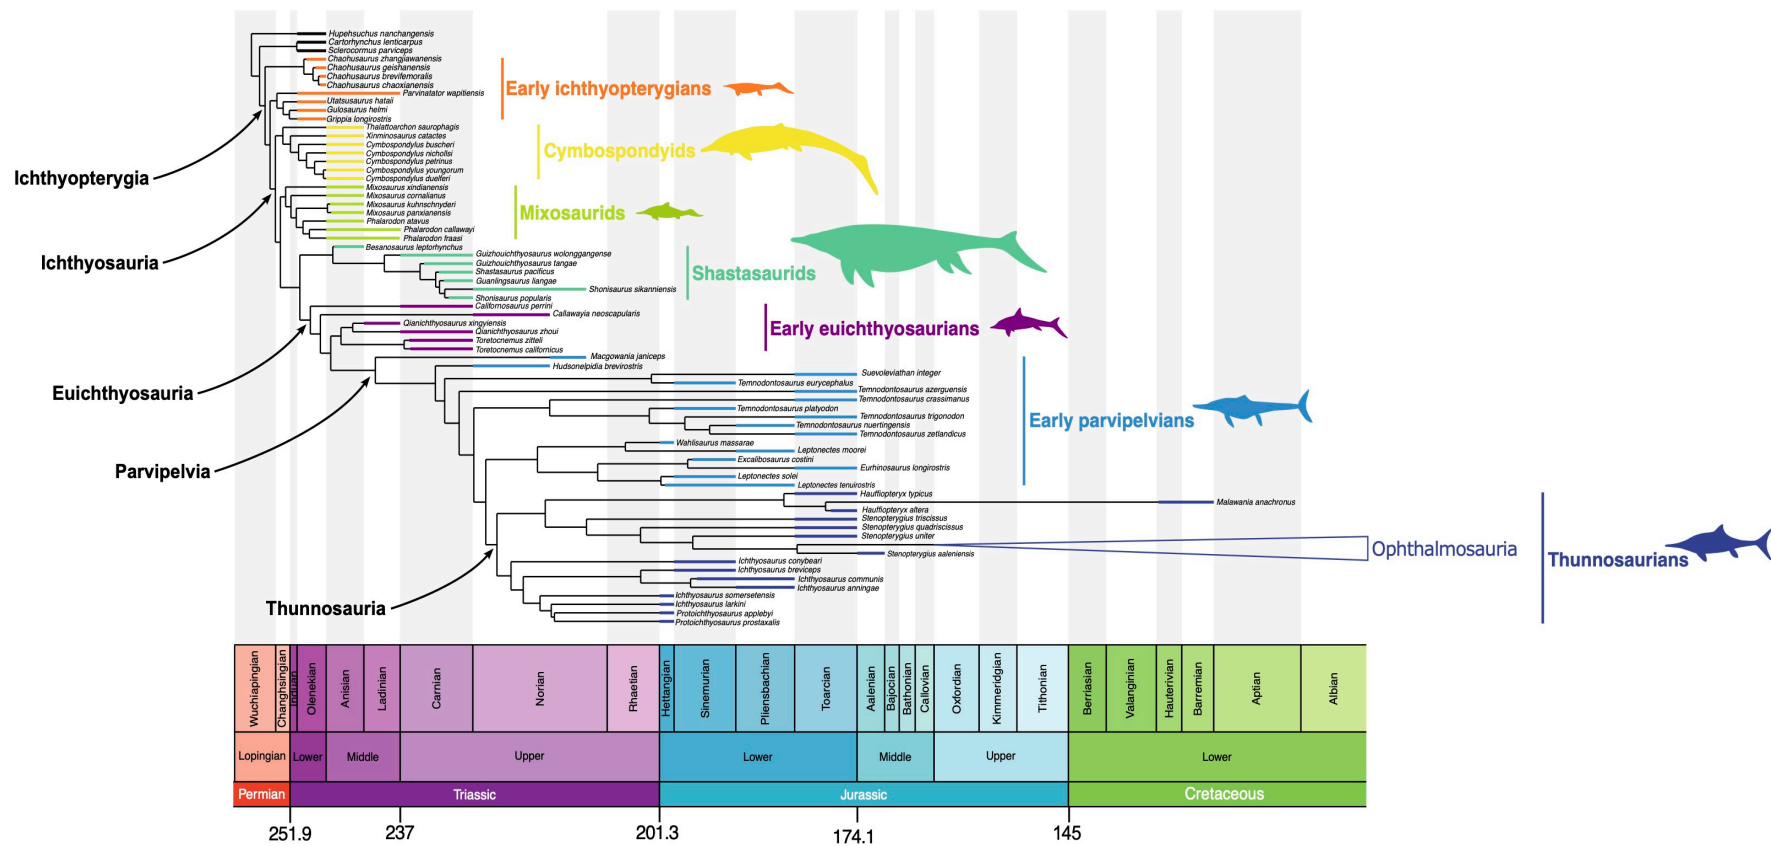 Hupehsuchus nanchangensis
Cartorhynchus lenticarpus
Sclerocormus parviceps
Chaohusaurus zhangjiawanensis
Chaohusaurus geishanensis
Chaohusaurus brevifemoralis
Chaohusaurus chaoxianensis
Parvinatator wapitiensis
Utatsusaurus hataii
Gulosaurus helmi
Grippia longirostris
Early ichthyopterygians
Thalattoarchon saurophagis
Xinminosaurus catactes
Cymbospondylus buscheri
Cymbospondylus nichollsi
Cymbospondylus petrinus
Cymbospondylus youngorum
Cymbospondylus duelferi
Cymbospondyids
Ichthyopterygia
Mixosaurus xindianensis
Mixosaurus cornalianus
Mixosaurus kuhnschnyderi
Mixosaurus panxianensis
Phalarodon atavus
Phalarodon callawayi
Phalarodon fraasi
Mixosaurids
Besanosaurus leptorhynchus
Guizhouichthyosaurus wolonggangense
Guizhouichthyosaurus tangae
Shastasaurus pacificus
Guanlingsaurus liangae
Shonisaurus sikanniensis
Shonisaurus popularis
Shastasaurids
Ichthyosauria
Californosaurus perrini
Callawayia neoscapularis
Qianichthyosaurus xingyiensis
Qianichthyosaurus zhoui
Toretocnemus zitteli
Toretocnemus californicus
Early euichthyosaurians
Macgowania janiceps
Hudsonelpidia brevirostris
Suevoleviathan integer
Temnodontosaurus eurycephalus
Temnodontosaurus azerguensis
Temnodontosaurus crassimanus
Temnodontosaurus platyodon
Temnodontosaurus trigonodon
Temnodontosaurus nuertingensis
Temnodontosaurus zetlandicus
Wahlisaurus massarae
Leptonectes moorei
Excalibosaurus costini
Eurhinosaurus longirostris
Leptonectes solei
Leptonectes tenuirostris
Early parvipelvians
Euichthyosauria
Parvipelvia
Hauffiopteryx typicus
Malawania anachronus
Hauffiopteryx altera
Stenopterygius triscissus
Stenopterygius quadriscissus
Stenopterygius uniter
Ophthalmosauria
Stenopterygius aaleniensis
Ichthyosaurus conybeari
Ichthyosaurus breviceps
Ichthyosaurus communis
Ichthyosaurus anningae
Ichthyosaurus somersetensis
Ichthyosaurus larkini
Protoichthyosaurus applebyi
Protoichthyosaurus prostaxalis
Thunnosaurians
Thunnosauria
Wuchiapingian
Changhsingian
Induan
Olenekian
Anisian
Ladinian
Carnian
Norian
Rhaetian
Hettangian
Sinemurian
Pliensbachian
Toarcian
Aalenian
Bajocian
Bathonian
Callovian
Oxfordian
Kimmeridgian
Tithonian
Berriasian
Valanginian
Hauterivian
Barremian
Aptian
Albian
Lopingian
Lower
Middle
Upper
Lower
Middle
Upper
Lower
Permian
Triassic
Jurassic
Cretaceous
251.9
237
201.3
174.1
145